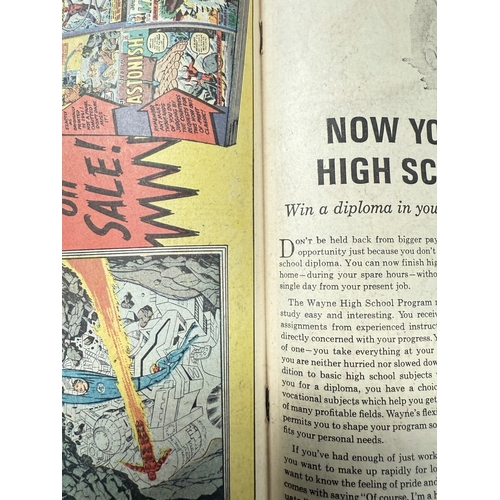 ASTONISH
ON
SALE!
NOW YO
HIGH SC
Win a diploma in you
DON'T be held back from bigger pay
opportunity just because you don't
school diploma. You can now finish hig
home—during your spare hours—witho
single day from your present job.
The Wayne High School Program m
study easy and interesting. You receiv
assignments from experienced instruct
directly concerned with your progress. Y
of one—you take everything at your
you are neither hurried nor slowed down
dition to basic high school subjects
you for a diploma, you have a choic
vocational subjects which help you get
of many profitable fields. Wayne's flexi
permits you to shape your program so
fits your personal needs.
If you've had enough of just work
you want to make up rapidly for lo
want to know the feeling of pride and
comes with saying "Of course, I'm a